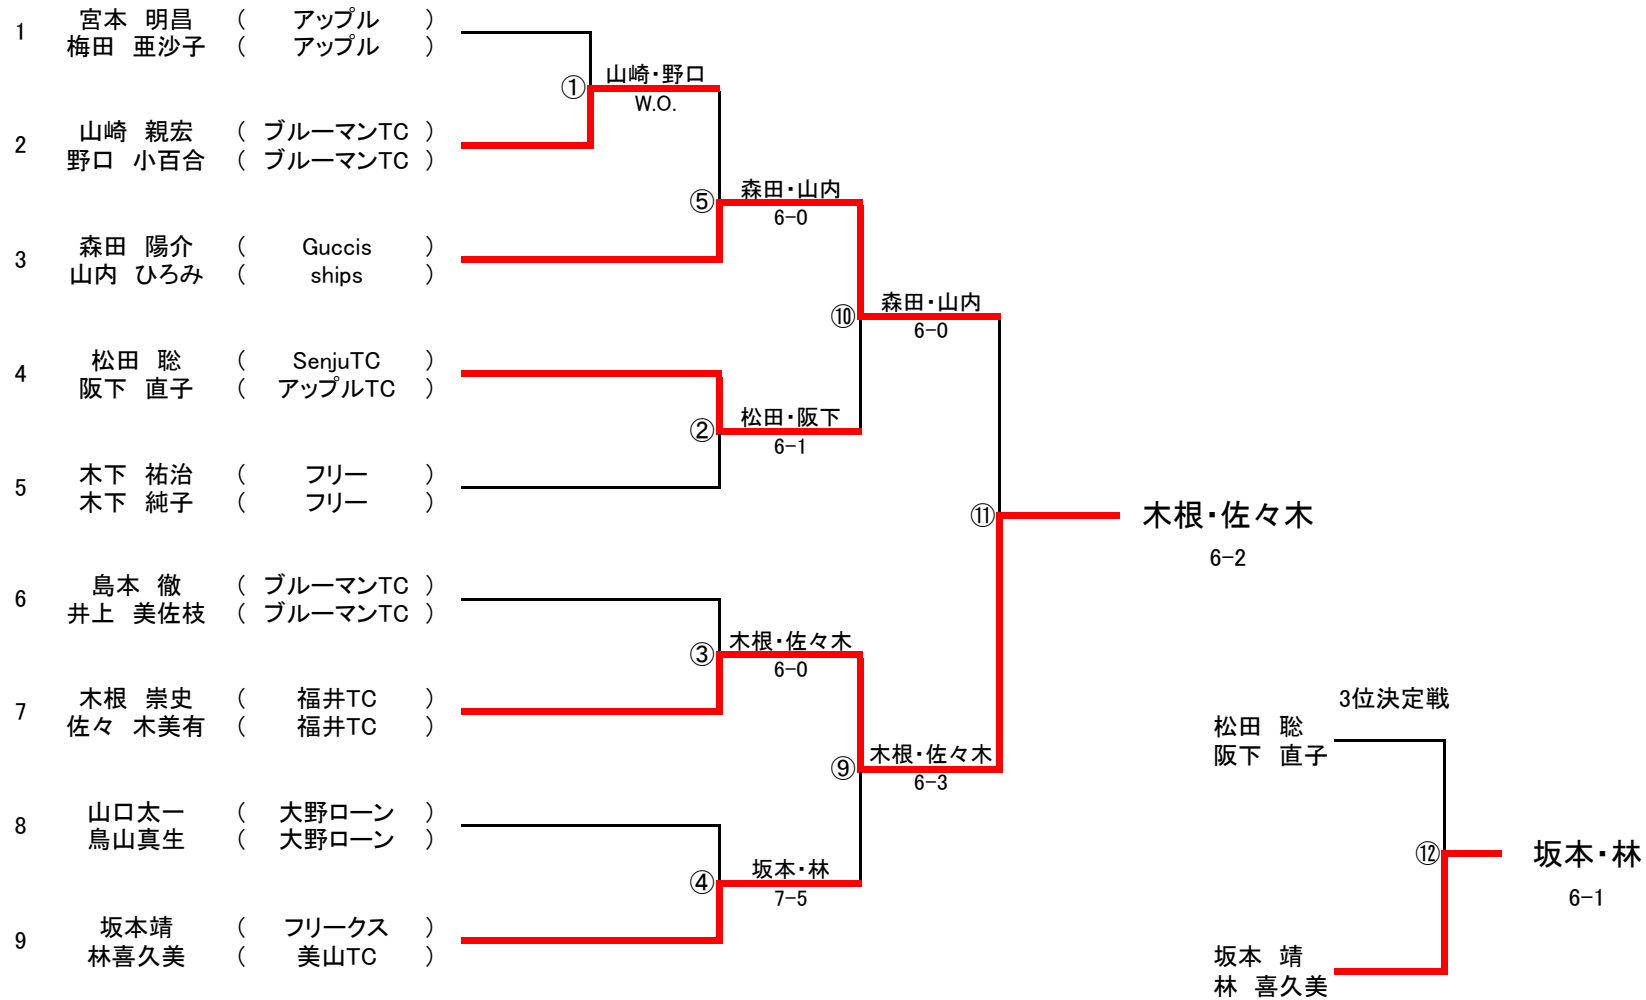 1 宮本 明昌 ( アップル )
梅田 亜沙子 ( アップル )
① 山崎・野口
W.O.
2 山崎 親宏 ( ブルーマンTC )
野口 小百合 ( ブルーマンTC )
⑤ 森田・山内
6-0
3 森田 陽介 ( Guccis )
山内 ひろみ ( ships )
⑩ 森田・山内
6-0
4 松田 聡 ( SenjuTC )
阪下 直子 ( アップルTC )
② 松田・阪下
6-1
5 木下 祐治 ( フリー )
木下 純子 ( フリー )
⑪ 木根・佐々木
6-2
6 島本 徹 ( ブルーマンTC )
井上 美佐枝 ( ブルーマンTC )
③ 木根・佐々木
6-0
7 木根 崇史 ( 福井TC )
佐々 木美有 ( 福井TC )
⑨ 木根・佐々木
6-3
8 山口太一 ( 大野ローン )
鳥山真生 ( 大野ローン )
④ 坂本・林
7-5
9 坂本靖 ( フリークス )
林喜久美 ( 美山TC )
3位決定戦
松田 聡
阪下 直子
⑫ 坂本・林
6-1
坂本 靖
林 喜久美